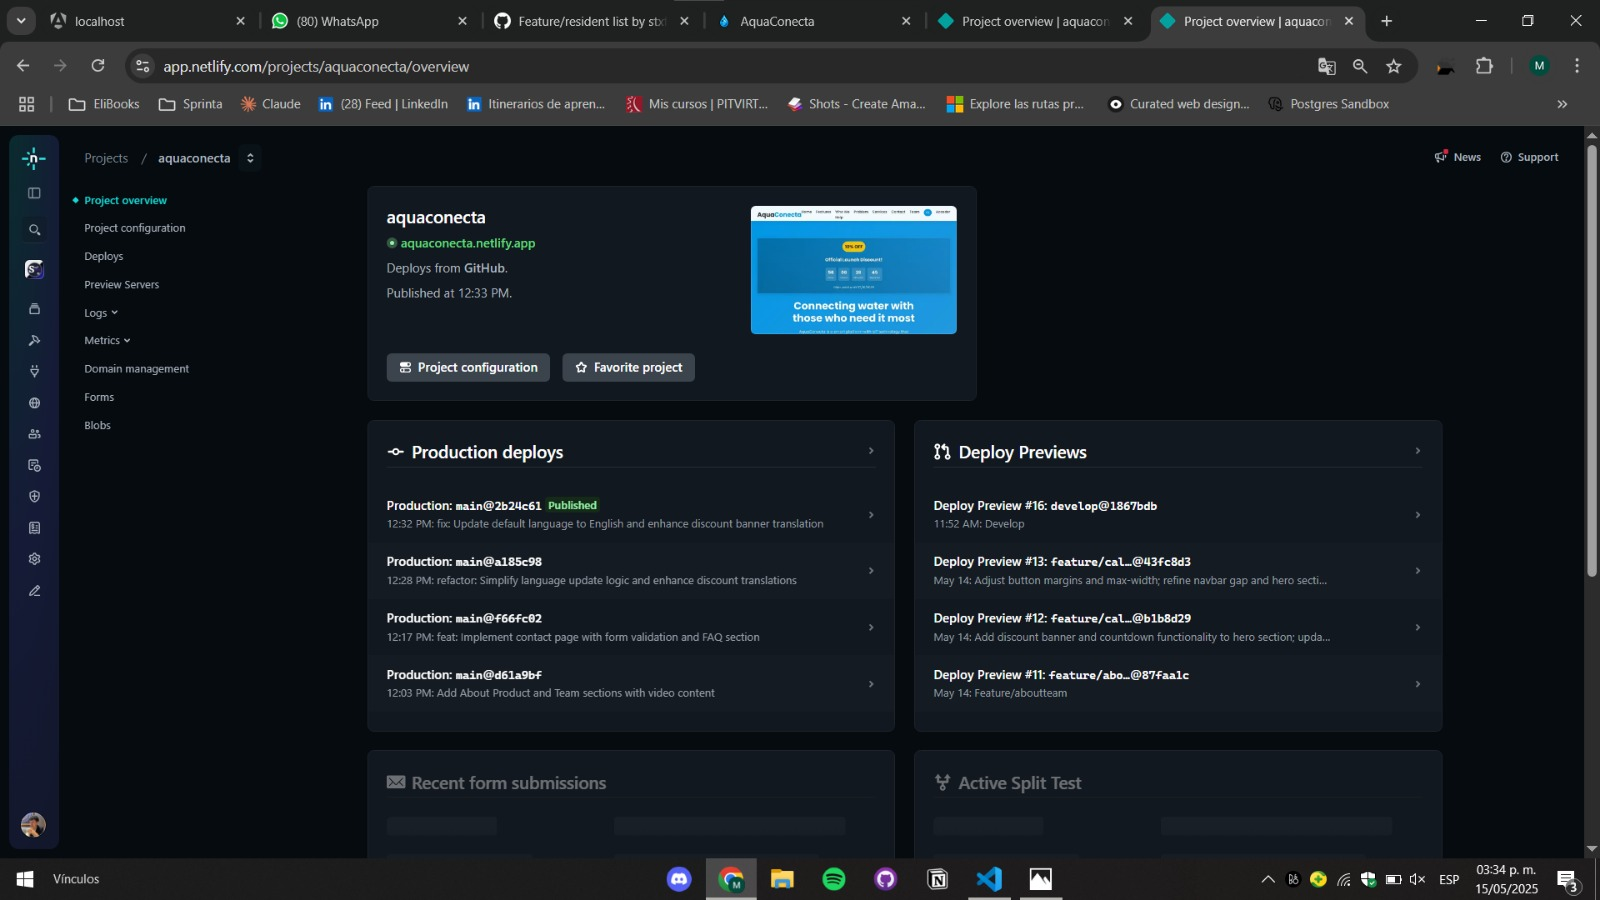 localhost
(80) WhatsApp
Feature/resident list by stxl
AquaConecta
Project overview | aquacon
Project overview | aquacon
app.netlify.com/projects/aquaconecta/overview
M
EliBooks
Sprinta
Claude
(28) Feed | LinkedIn
Itinerarios de apren...
Mis cursos | PITVIRT...
Shots - Create Ama...
Explore las rutas pr...
Curated web design...
Postgres Sandbox
Projects / aquaconecta
News
Support
Project overview
Project configuration
Deploys
Preview Servers
Logs
Metrics
Domain management
Forms
Blobs
aquaconecta
aquaconecta.netlify.app
Deploys from GitHub.
Published at 12:33 PM.
Project configuration
Favorite project
AquaConecta
Official Launch Discount!
Connecting water with
those who need it most
Production deploys
Production: main@2b24c61 Published
12:32 PM: fix: Update default language to English and enhance discount banner translation
Production: main@a185c98
12:28 PM: refactor: Simplify language update logic and enhance discount translations
Production: main@f66fc02
12:17 PM: feat: Implement contact page with form validation and FAQ section
Production: main@d61a9bf
12:03 PM: Add About Product and Team sections with video content
Deploy Previews
Deploy Preview #16: develop@1867bdb
11:52 AM: Develop
Deploy Preview #13: feature/cal…@43fc8d3
May 14: Adjust button margins and max-width; refine navbar gap and hero secti...
Deploy Preview #12: feature/cal…@b1b8d29
May 14: Add discount banner and countdown functionality to hero section; upda...
Deploy Preview #11: feature/abo…@87faa1c
May 14: Feature/aboutteam
Recent form submissions
Active Split Test
Vínculos
ESP
03:34 p. m.
15/05/2025
3